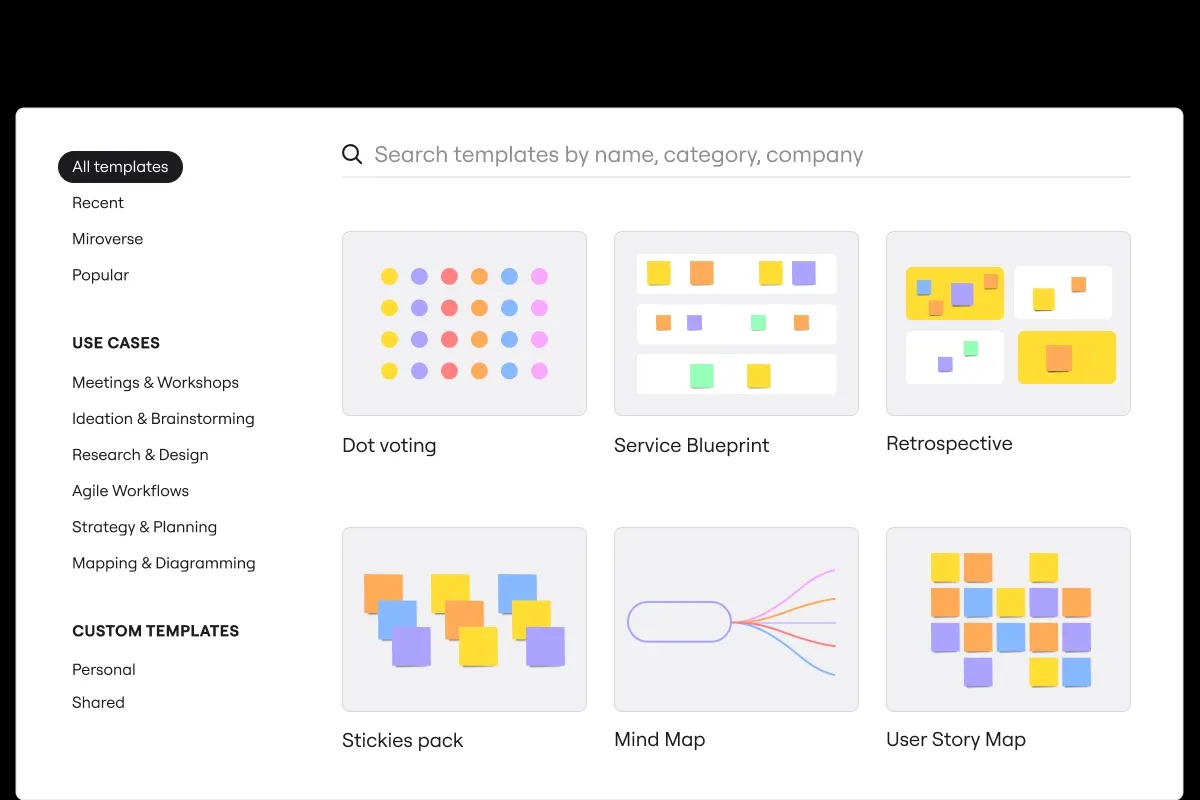 All templates
Recent
Miroverse
Popular
USE CASES
Meetings & Workshops
Ideation & Brainstorming
Research & Design
Agile Workflows
Strategy & Planning
Mapping & Diagramming
CUSTOM TEMPLATES
Personal
Shared
Search templates by name, category, company
Dot voting
Service Blueprint
Retrospective
Stickies pack
Mind Map
User Story Map